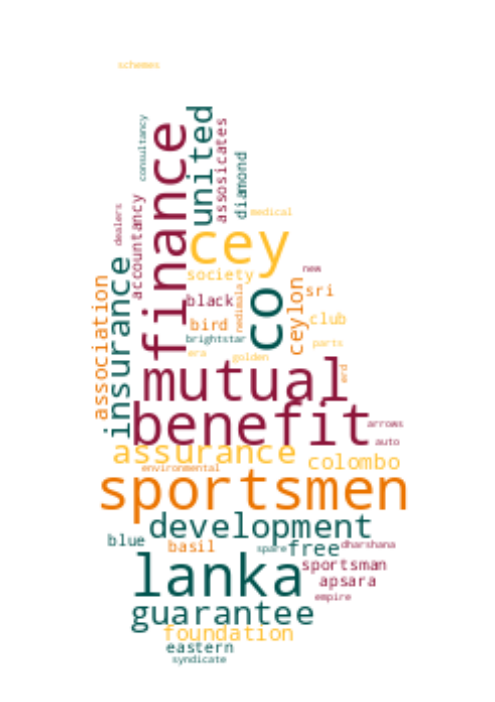 schemes
consultancy
finance
united
assosicates
diamond
dealers
accountancy
medical
cey
insurance
society
new
association
black
nedimala
co
ceylon
sri
bird
club
brightstar
era
golden
parts
mutual
erd
benefit
arrows
auto
assurance
colombo
environmental
sportsmen
development
blue
basil
spare
free
dharshana
lanka
sportsman
apsara
guarantee
empire
foundation
eastern
syndicate